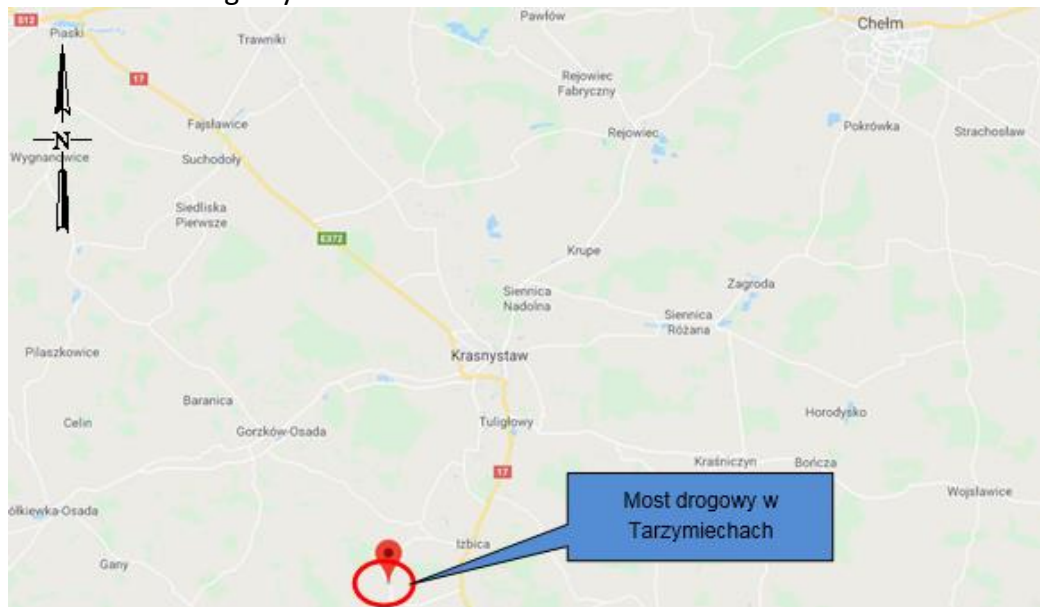 S12
Piaski
Pawłów
Chełm
Trawniki
17
Rejowiec
Fabryczny
Fajsławice
Rejowiec
Pokrówka
Strachosław
N
Wygnanowice
Suchodoły
Siedliska
Pierwsze
E372
Krupe
Siennica
Nadolna
Zagroda
Siennica
Różana
Pilaszkowice
Krasnystaw
Baranica
Celin
Gorzków-Osada
Tuligłowy
Horodysko
17
Kraśniczyn
Bończa
Wojsławice
ółkiewka-Osada
Most drogowy w
Tarzymiechach
Izbica
Gany